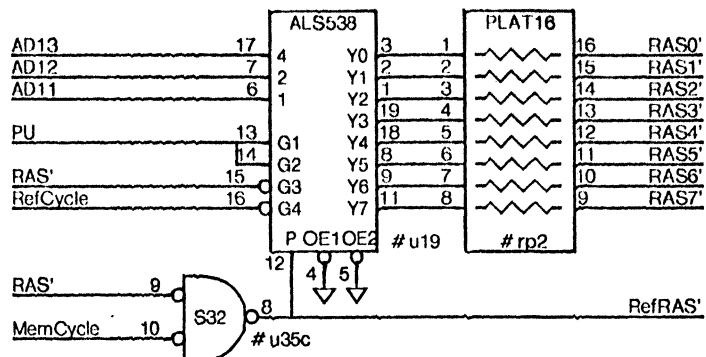 ALS538 PLAT16
AD13 17 4 Y0 3 1 16 RAS0'
AD12 7 2 Y1 2 2 15 RAS1'
AD11 6 1 Y2 1 3 14 RAS2'
Y3 19 4 13 RAS3'
PU 13 G1 Y4 18 5 12 RAS4'
14 G2 Y5 8 6 11 RAS5'
RAS' 15 G3 Y6 9 7 10 RAS6'
RefCycle 16 G4 Y7 11 8 9 RAS7'
P OE1 OE2 # u19 # rp2
12 4 5
RAS' 9
S32 8 RefRAS'
MemCycle 10 # u35c